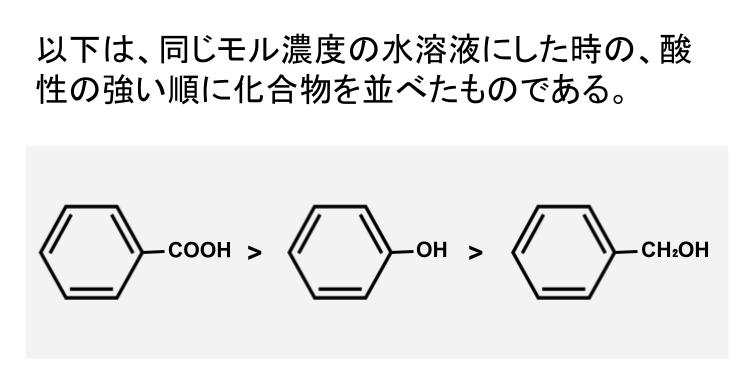 以下は、同じモル濃度の水溶液にした時の、酸
性の強い順に化合物を並べたものである。
COOH > OH > CH₂OH